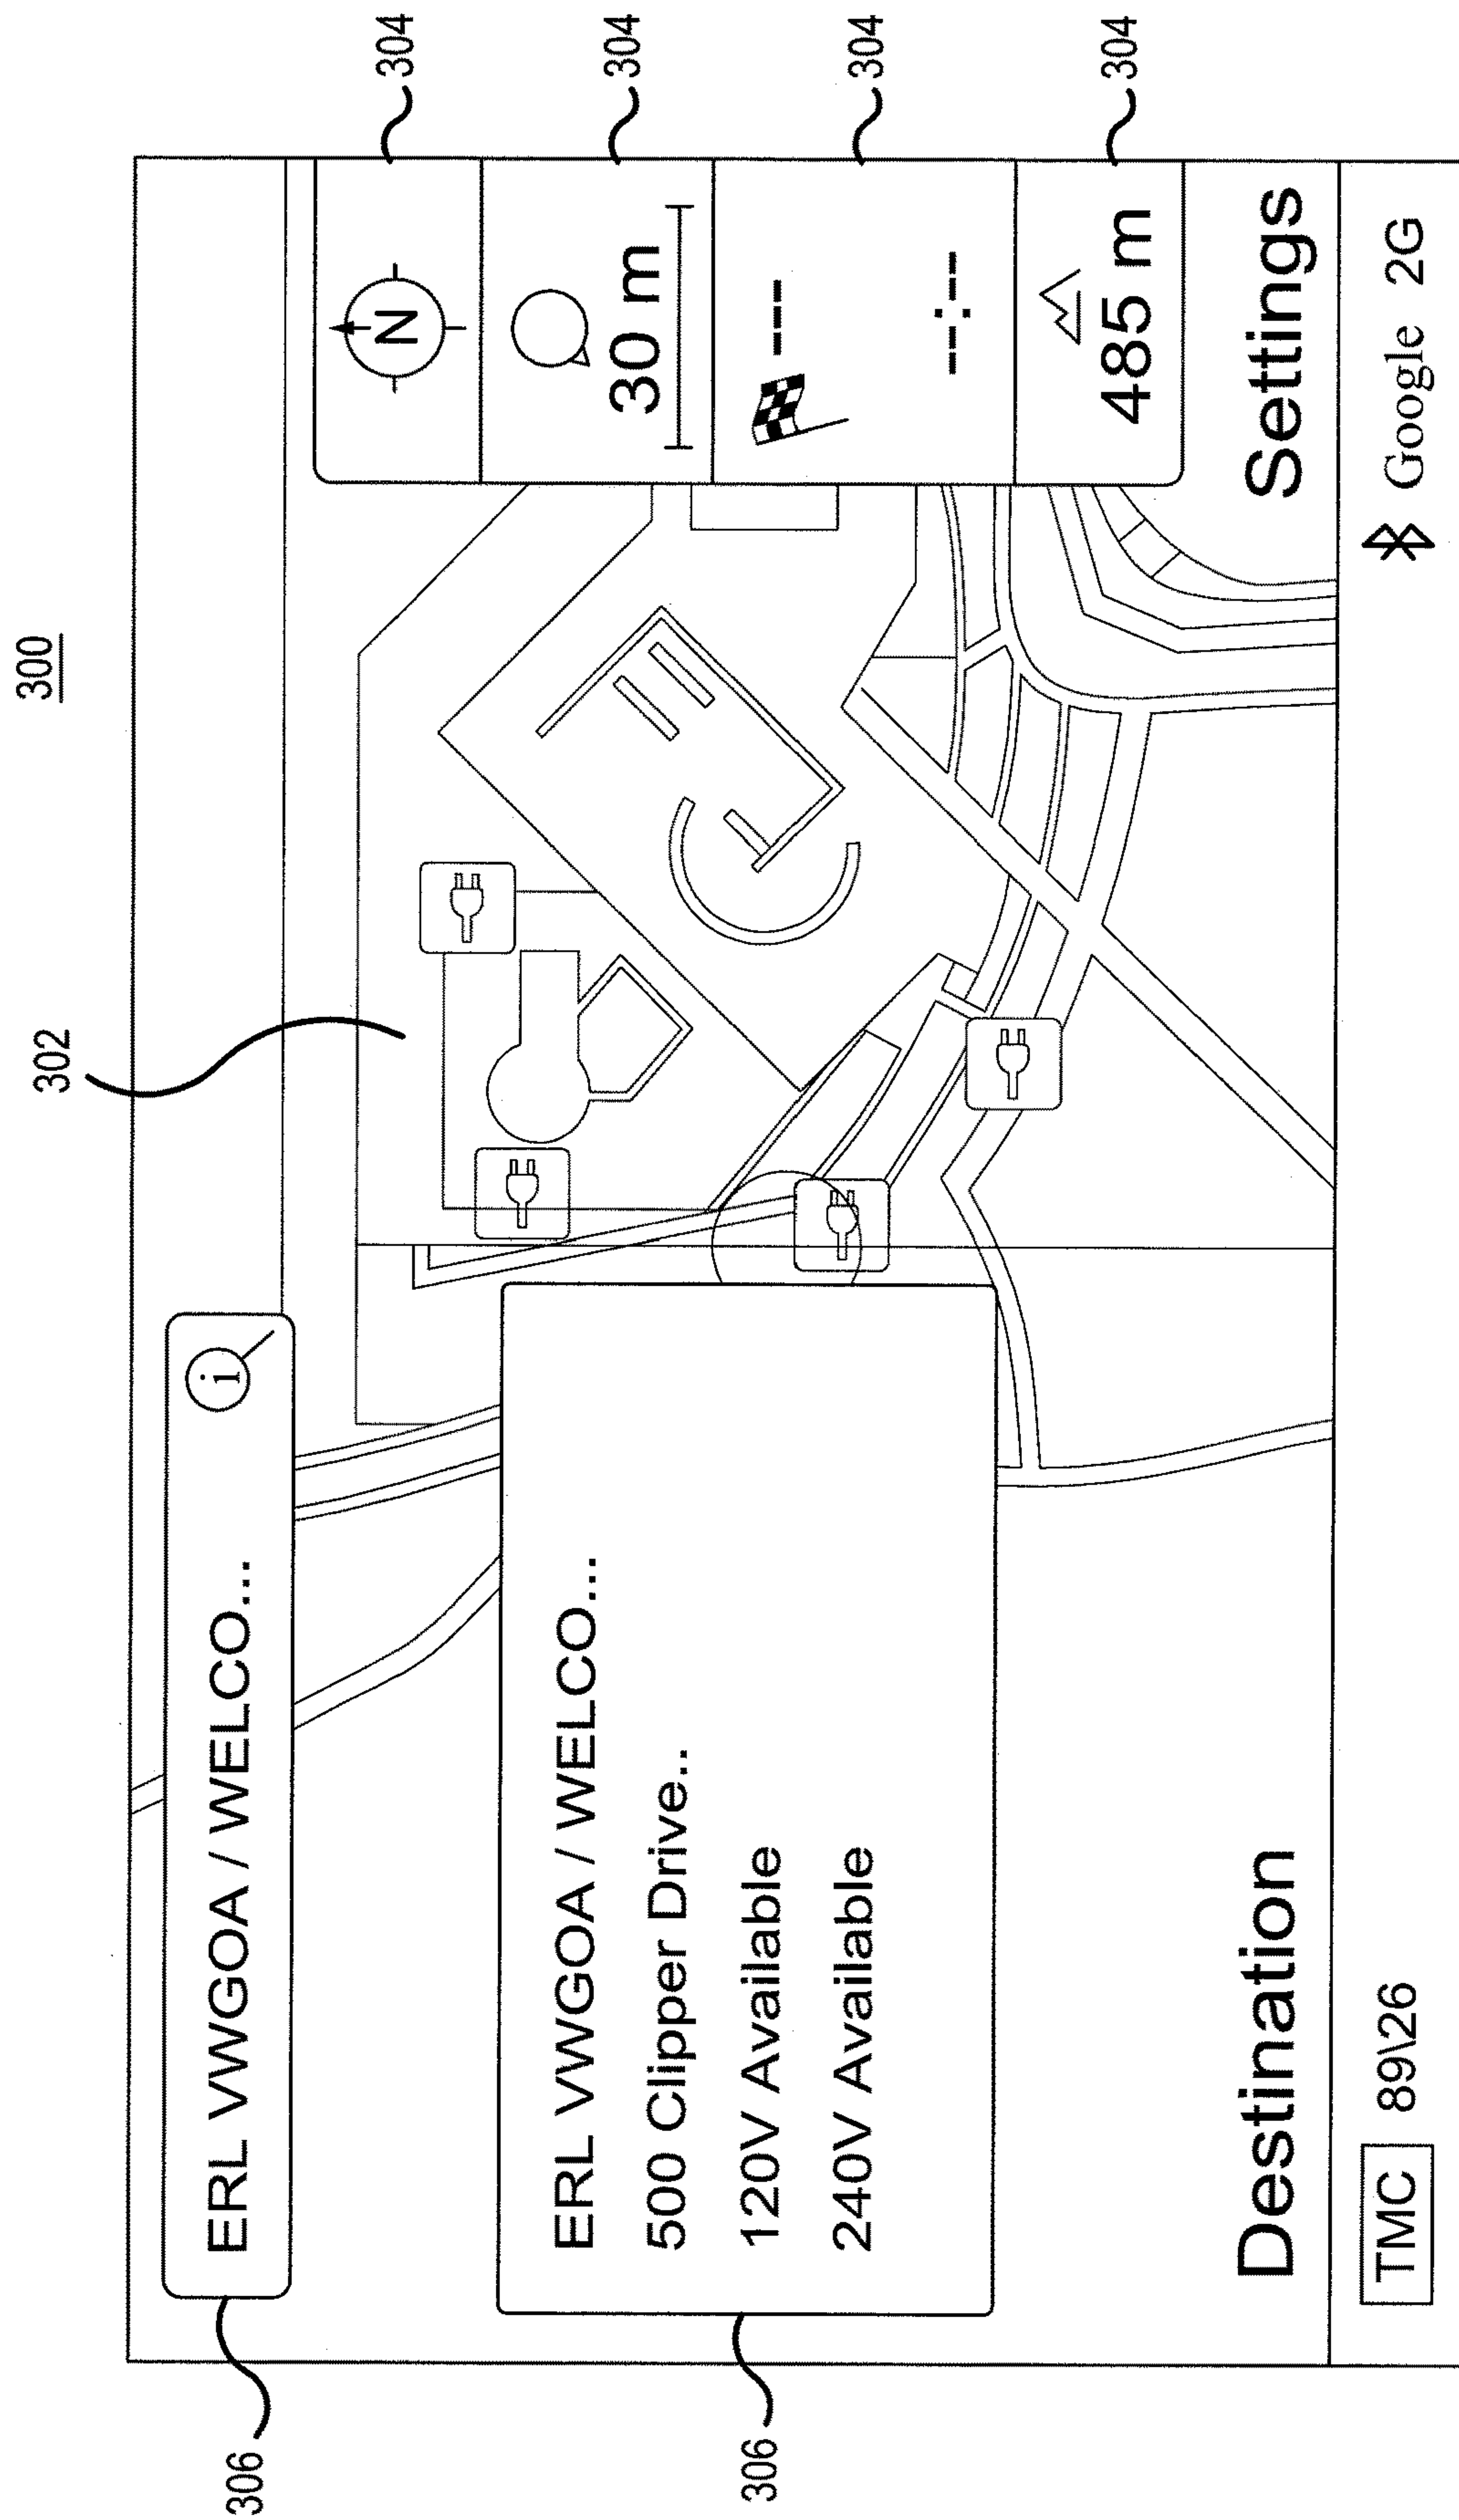 300
302
ERL VWGOA / WELCO...
i
306
ERL VWGOA / WELCO...
500 Clipper Drive..
120V Available
240V Available
306
N
304
30 m
304
---
--:--
304
485 m
304
Destination
Settings
TMC 89\26
Google 2G